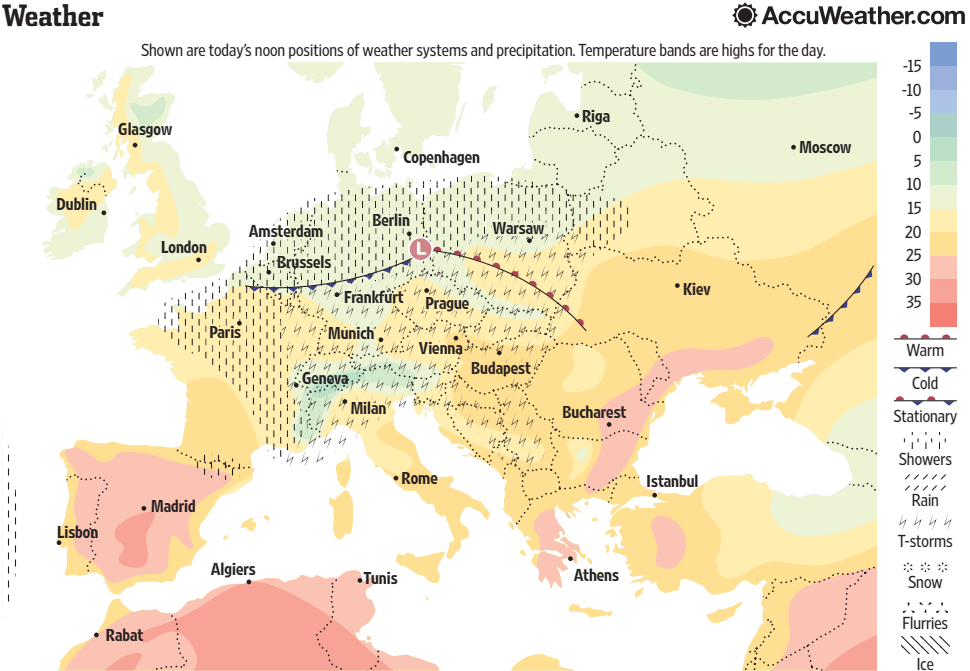 Weather
AccuWeather.com
Shown are today's noon positions of weather systems and precipitation. Temperature bands are highs for the day.
-15
-10
-5
0
5
10
15
20
25
30
35
Warm
Cold
Stationary
Showers
Rain
T-storms
Snow
Flurries
Ice
Riga
Glasgow
Moscow
Copenhagen
Dublin
Berlin
Amsterdam
Warsaw
London
L
Brussels
Kiev
Frankfurt
Prague
Paris
Munich
Vienna
Budapest
Genova
Milan
Bucharest
Rome
Istanbul
Madrid
Lisbon
Algiers
Tunis
Athens
Rabat